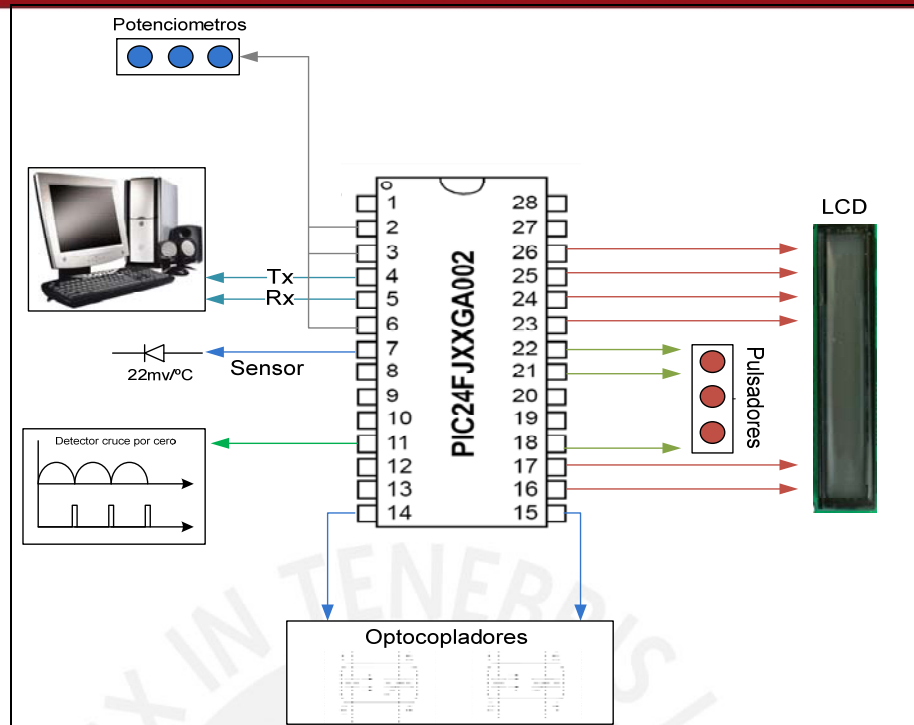 Potenciometros
LCD
1 28
2 27
3 26
4 25
5 24
6 23
7 22
8 21
9 20
10 19
11 18
12 17
13 16
14 15
PIC24FJXXGA002
Tx
Rx
Sensor
22mv/ºC
Pulsadores
Detector cruce por cero
Optocopladores
X IN TENEBRIS